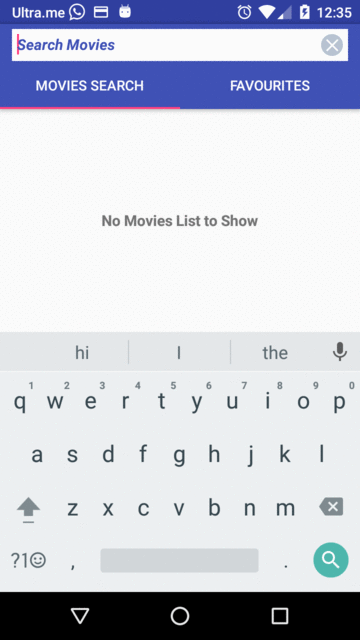 Ultra.me 12:35
Search Movies
MOVIES SEARCH FAVOURITES
No Movies List to Show
hi I the
1 2 3 4 5 6 7 8 9 0
q w e r t y u i o p
a s d f g h j k l
z x c v b n m
?1☺ , .